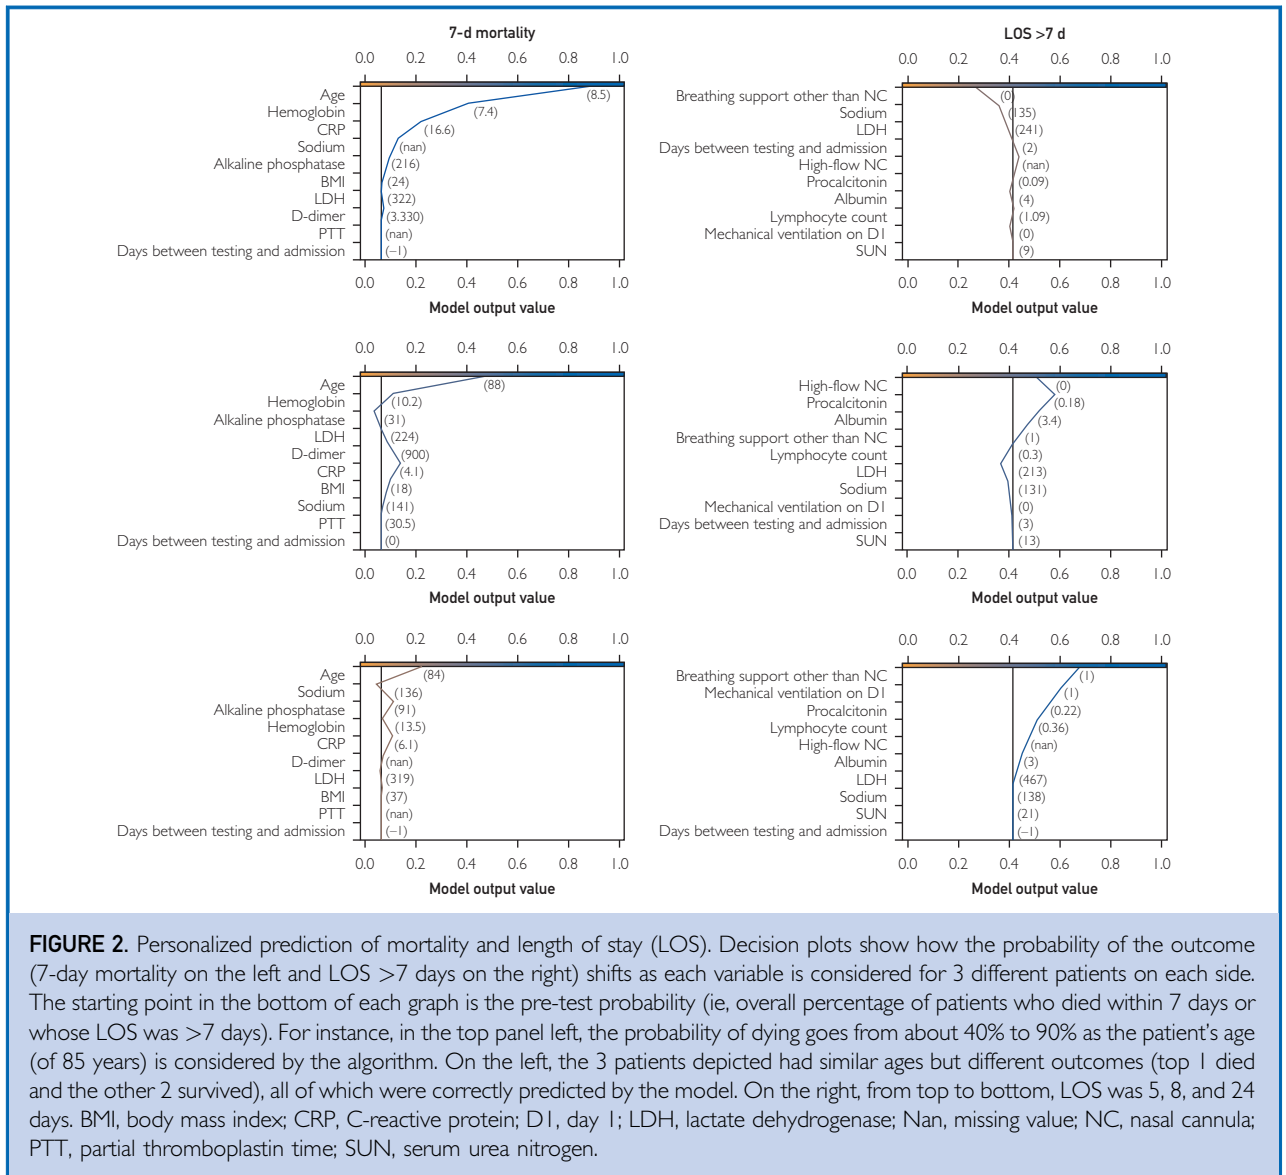 7-d mortality
0.0 0.2 0.4 0.6 0.8 1.0
Age (8.5)
Hemoglobin (7.4)
CRP (16.6)
Sodium (nan)
Alkaline phosphatase (216)
BMI (24)
LDH (322)
D-dimer (3.330)
PTT (nan)
Days between testing and admission (–1)
0.0 0.2 0.4 0.6 0.8 1.0
Model output value
LOS >7 d
0.0 0.2 0.4 0.6 0.8 1.0
Breathing support other than NC (0)
Sodium (135)
LDH (241)
Days between testing and admission (2)
High-flow NC (nan)
Procalcitonin (0.09)
Albumin (4)
Lymphocyte count (1.09)
Mechanical ventilation on D1 (0)
SUN (9)
0.0 0.2 0.4 0.6 0.8 1.0
Model output value
0.0 0.2 0.4 0.6 0.8 1.0
Age (88)
Hemoglobin (10.2)
Alkaline phosphatase (31)
LDH (224)
D-dimer (900)
CRP (4.1)
BMI (18)
Sodium (141)
PTT (30.5)
Days between testing and admission (0)
0.0 0.2 0.4 0.6 0.8 1.0
Model output value
0.0 0.2 0.4 0.6 0.8 1.0
High-flow NC (0)
Procalcitonin (0.18)
Albumin (3.4)
Breathing support other than NC (1)
Lymphocyte count (0.3)
LDH (213)
Sodium (131)
Mechanical ventilation on D1 (0)
Days between testing and admission (3)
SUN (13)
0.0 0.2 0.4 0.6 0.8 1.0
Model output value
0.0 0.2 0.4 0.6 0.8 1.0
Age (84)
Sodium (136)
Alkaline phosphatase (91)
Hemoglobin (13.5)
CRP (6.1)
D-dimer (nan)
LDH (319)
BMI (37)
PTT (nan)
Days between testing and admission (–1)
0.0 0.2 0.4 0.6 0.8 1.0
Model output value
0.0 0.2 0.4 0.6 0.8 1.0
Breathing support other than NC (1)
Mechanical ventilation on D1 (1)
Procalcitonin (0.22)
Lymphocyte count (0.36)
High-flow NC (nan)
Albumin (3)
LDH (467)
Sodium (138)
SUN (21)
Days between testing and admission (–1)
0.0 0.2 0.4 0.6 0.8 1.0
Model output value
FIGURE 2. Personalized prediction of mortality and length of stay (LOS). Decision plots show how the probability of the outcome
(7-day mortality on the left and LOS >7 days on the right) shifts as each variable is considered for 3 different patients on each side.
The starting point in the bottom of each graph is the pre-test probability (ie, overall percentage of patients who died within 7 days or
whose LOS was >7 days). For instance, in the top panel left, the probability of dying goes from about 40% to 90% as the patient's age
(of 85 years) is considered by the algorithm. On the left, the 3 patients depicted had similar ages but different outcomes (top 1 died
and the other 2 survived), all of which were correctly predicted by the model. On the right, from top to bottom, LOS was 5, 8, and 24
days. BMI, body mass index; CRP, C-reactive protein; D1, day 1; LDH, lactate dehydrogenase; Nan, missing value; NC, nasal cannula;
PTT, partial thromboplastin time; SUN, serum urea nitrogen.